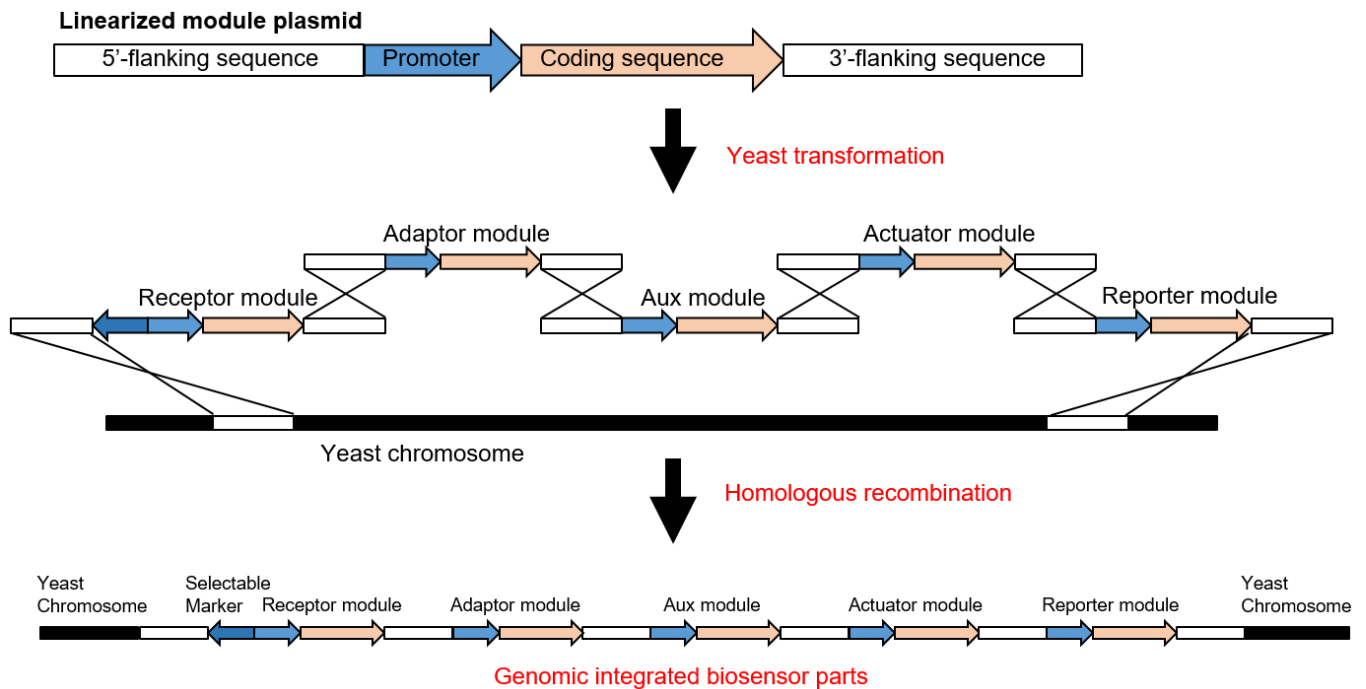 Linearized module plasmid
5’-flanking sequence
Promoter
Coding sequence
3’-flanking sequence
Yeast transformation
Adaptor module
Actuator module
Receptor module
Aux module
Reporter module
Yeast chromosome
Homologous recombination
Yeast
Chromosome
Selectable
Marker
Receptor module
Adaptor module
Aux module
Actuator module
Reporter module
Yeast
Chromosome
Genomic integrated biosensor parts